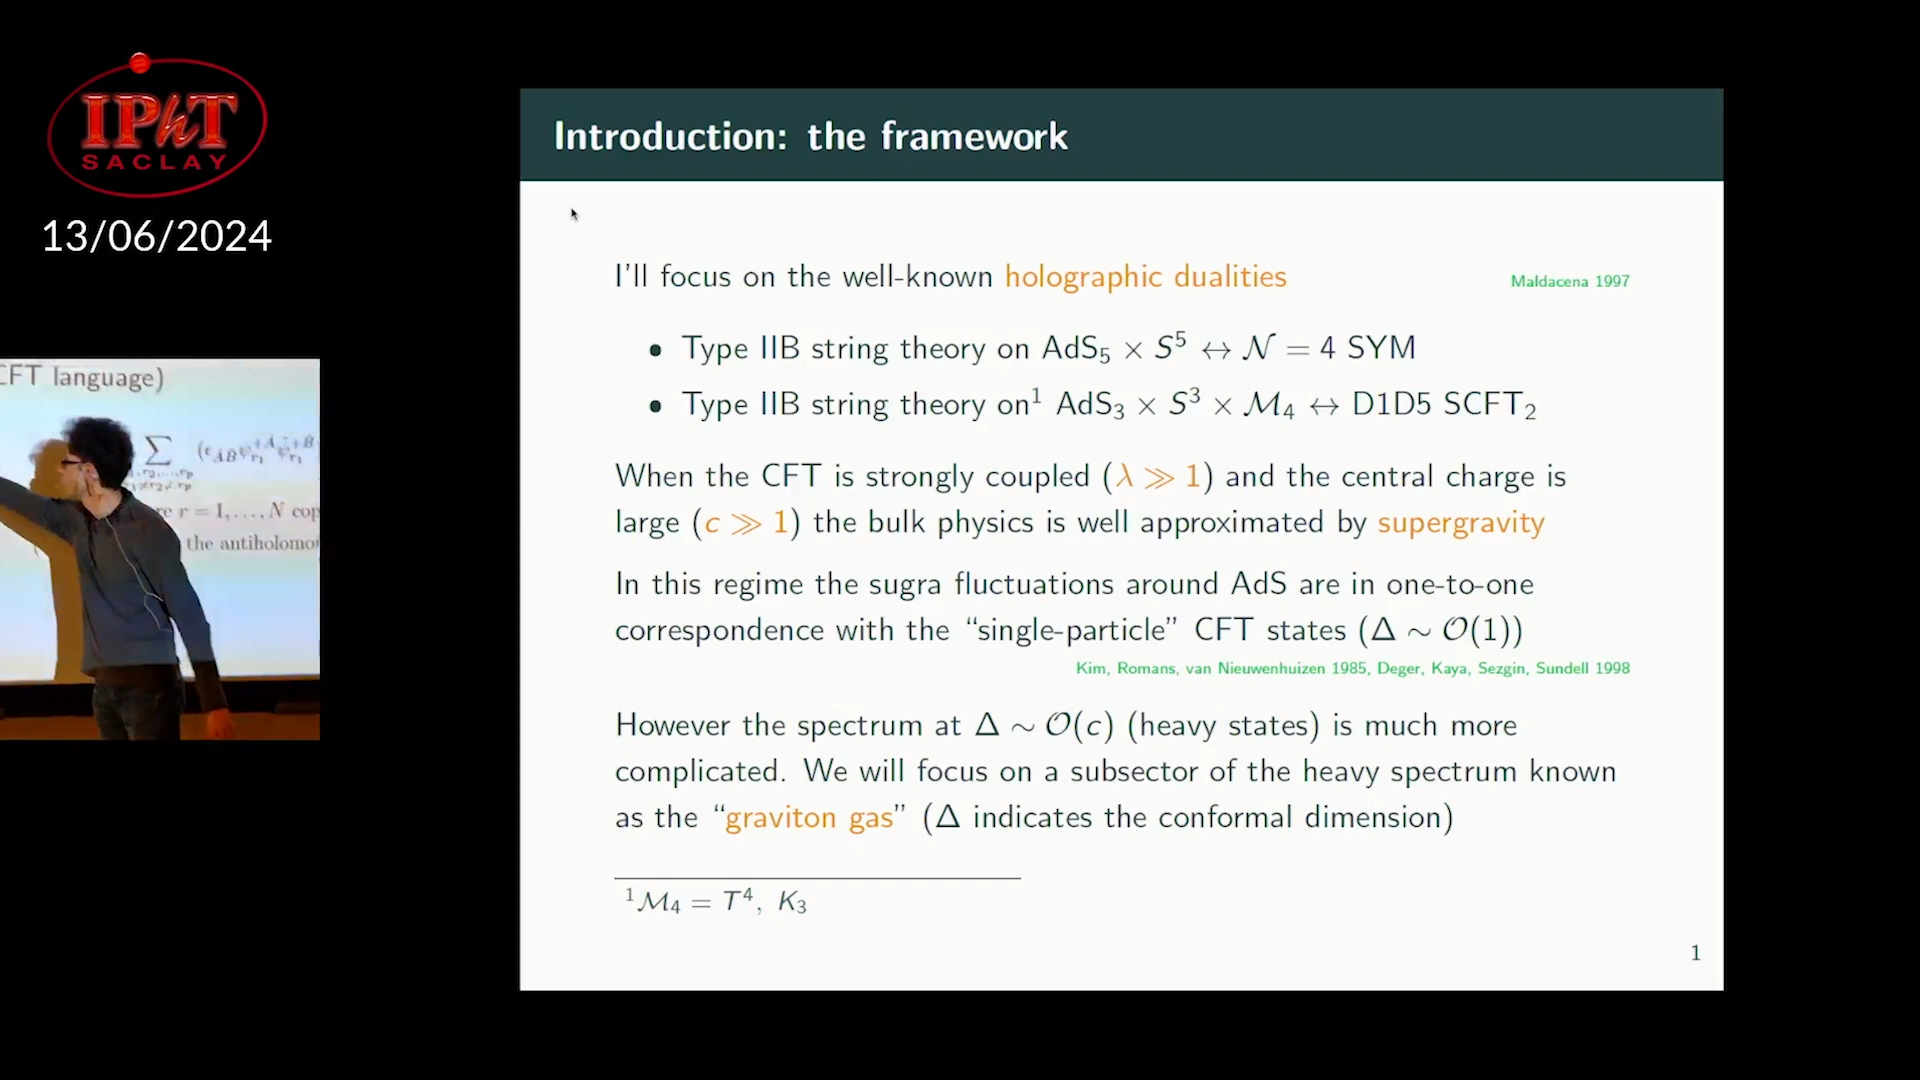 IPhT
SACLAY
13/06/2024
CFT language)
∑ (ϵ_{ȦḂ}ψ
r = 1, . . . , N cop
the antiholomo
Introduction: the framework
I'll focus on the well-known holographic dualities
Maldacena 1997
• Type IIB string theory on AdS₅ × S⁵ ↔ 𝒩 = 4 SYM
• Type IIB string theory on¹ AdS₃ × S³ × ℳ₄ ↔ D1D5 SCFT₂
When the CFT is strongly coupled (λ ≫ 1) and the central charge is
large (c ≫ 1) the bulk physics is well approximated by supergravity
In this regime the sugra fluctuations around AdS are in one-to-one
correspondence with the “single-particle” CFT states (Δ ∼ 𝒪(1))
Kim, Romans, van Nieuwenhuizen 1985, Deger, Kaya, Sezgin, Sundell 1998
However the spectrum at Δ ∼ 𝒪(c) (heavy states) is much more
complicated. We will focus on a subsector of the heavy spectrum known
as the “graviton gas” (Δ indicates the conformal dimension)
¹ℳ₄ = T⁴, K₃
1